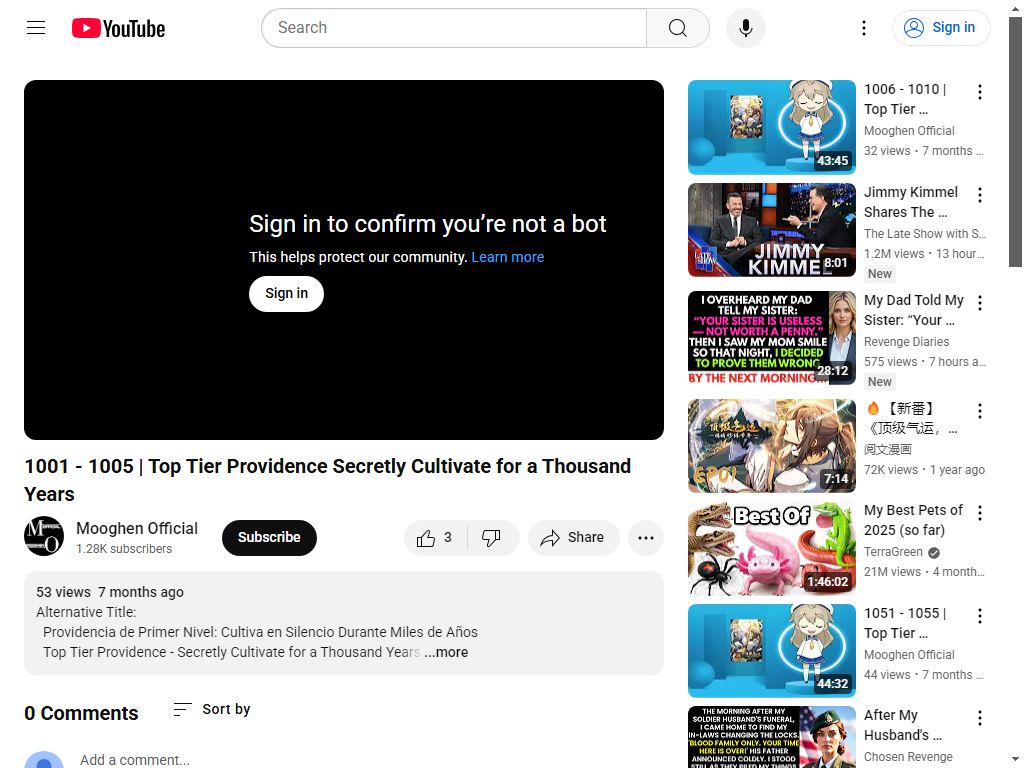 YouTube
Search
Sign in
Sign in to confirm you’re not a bot
This helps protect our community. Learn more
Sign in
1001 - 1005 | Top Tier Providence Secretly Cultivate for a Thousand
Years
Mooghen Official
1.28K subscribers
Subscribe
3
Share
53 views 7 months ago
Alternative Title:
Providencia de Primer Nivel: Cultiva en Silencio Durante Miles de Años
Top Tier Providence - Secretly Cultivate for a Thousand Years ...more
0 Comments
Sort by
Add a comment...
43:45
1006 - 1010 |
Top Tier ...
Mooghen Official
32 views • 7 months ...
LATE SHOW
JIMMY
KIMMEL
8:01
Jimmy Kimmel
Shares The ...
The Late Show with S...
1.2M views • 13 hour...
New
I OVERHEARD MY DAD
TELL MY SISTER:
“YOUR SISTER IS USELESS
— NOT WORTH A PENNY.”
THEN I SAW MY MOM SMILE
SO THAT NIGHT, I DECIDED
TO PROVE THEM WRONG
BY THE NEXT MORNING...
28:12
My Dad Told My
Sister: “Your ...
Revenge Diaries
575 views • 7 hours a...
New
顶级气运
EP01
7:14
🔥【新番】
《顶级气运，...
阅文漫画
72K views • 1 year ago
Best Of
1:46:02
My Best Pets of
2025 (so far)
TerraGreen
21M views • 4 month...
44:32
1051 - 1055 |
Top Tier ...
Mooghen Official
44 views • 7 months ...
THE MORNING AFTER MY
SOLDIER HUSBAND'S FUNERAL,
I CAME HOME TO FIND MY
IN-LAWS CHANGING THE LOCKS.
'BLOOD FAMILY ONLY. YOUR TIME
HERE IS OVER!' HIS FATHER
ANNOUNCED COLDLY. I STOOD
STILL AS THEY PILED MY THINGS,
After My
Husband's ...
Chosen Revenge